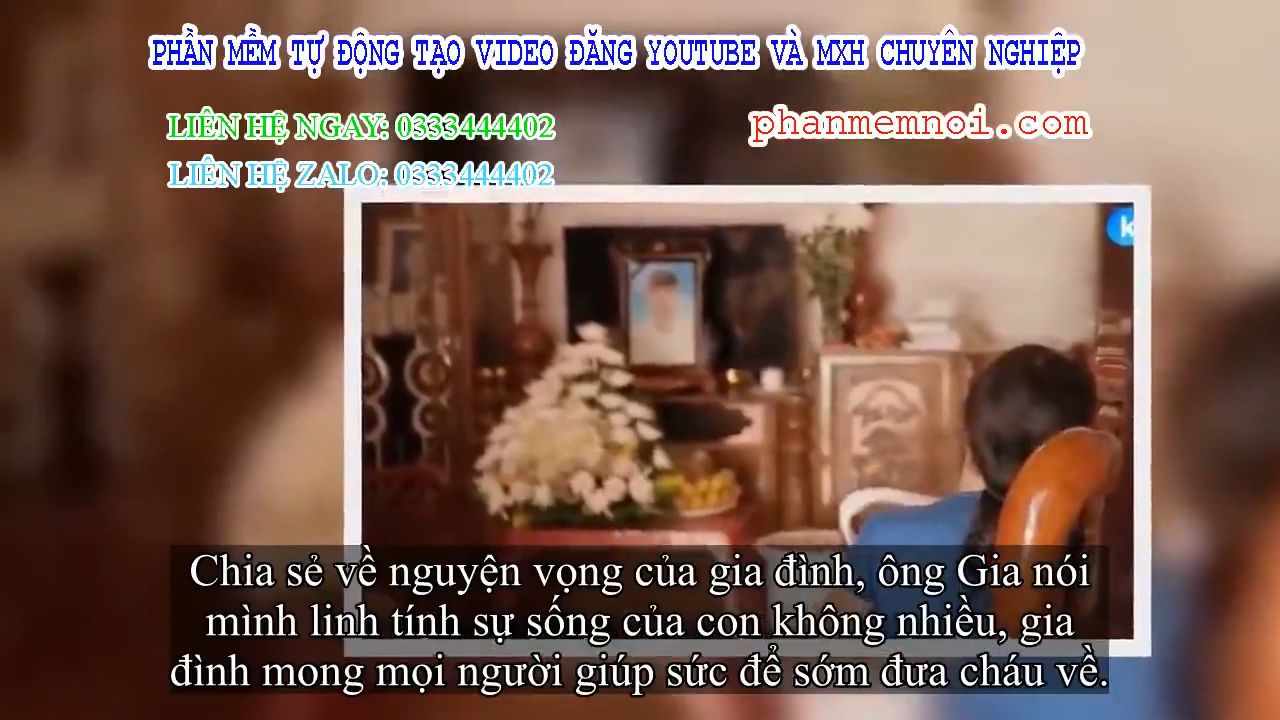 PHẦN MỀM TỰ ĐỘNG TẠO VIDEO ĐĂNG YOUTUBE VÀ MXH CHUYÊN NGHIỆP
LIÊN HỆ NGAY: 0333444402
phanmemnoi.com
LIÊN HỆ ZALO: 0333444402
Chia sẻ về nguyện vọng của gia đình, ông Gia nói
mình linh tính sự sống của con không nhiều, gia
đình mong mọi người giúp sức để sớm đưa cháu về.